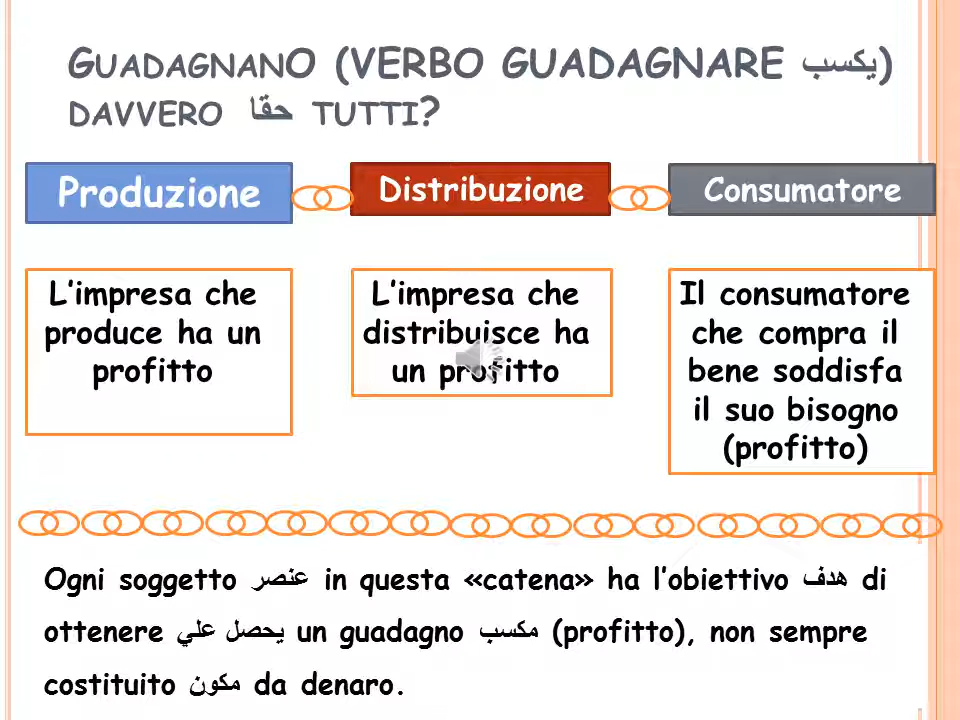 GUADAGNANO (VERBO GUADAGNARE يكسب)
DAVVERO حقا TUTTI?
Produzione
Distribuzione
Consumatore
L'impresa che
produce ha un
profitto
L'impresa che
distribuisce ha
un profitto
Il consumatore
che compra il
bene soddisfa
il suo bisogno
(profitto)
Ogni soggetto عنصر in questa «catena» ha l'obiettivo هدف di
ottenere يحصل علي un guadagno مكسب (profitto), non sempre
costituito مكون da denaro.